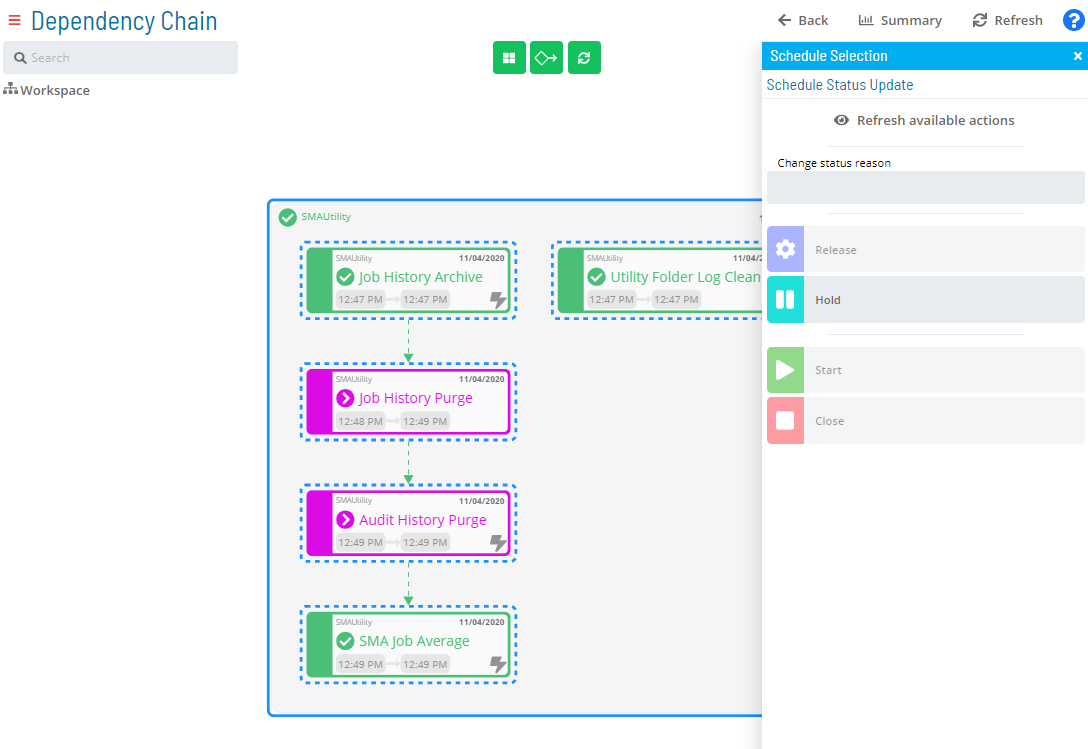 Dependency Chain
Back
Summary
Refresh
?
Search
Workspace
Schedule Selection
×
Schedule Status Update
Refresh available actions
Change status reason
Release
Hold
Start
Close
SMAUtility
SMAUtility 11/04/2020
Job History Archive
12:47 PM 12:47 PM
SMAUtility 11/04/2
Utility Folder Log Clean
12:47 PM 12:47 PM
SMAUtility 11/04/2020
Job History Purge
12:48 PM 12:49 PM
SMAUtility 11/04/2020
Audit History Purge
12:49 PM 12:49 PM
SMAUtility 11/04/2020
SMA Job Average
12:49 PM 12:49 PM